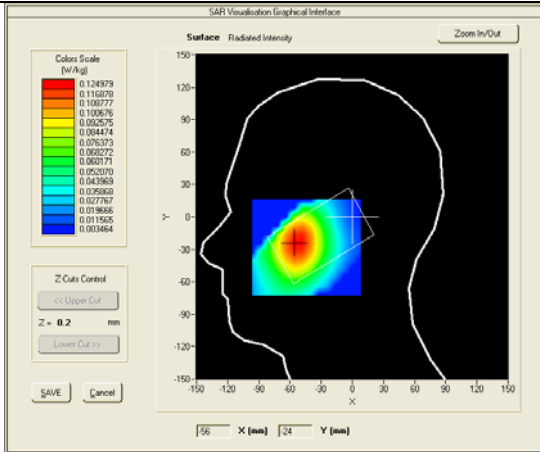 SAR Visualisation Graphical Interface
Surface Radiated Intensity
Zoom In/Out
Colors Scale
(W/kg)
0.124979
0.116878
0.108777
0.100676
0.092575
0.084474
0.076373
0.068272
0.060171
0.052070
0.043969
0.035868
0.027767
0.019666
0.011565
0.003464
150
120
90
60
30
0
-30
-60
-90
-120
-150
Y
-150 -120 -90 -60 -30 0 30 60 90 120 150
X
Z Cuts Control
<< Upper Cut
Z = 0.2 mm
Lower Cut >>
SAVE Cancel
-56 X (mm) -24 Y (mm)